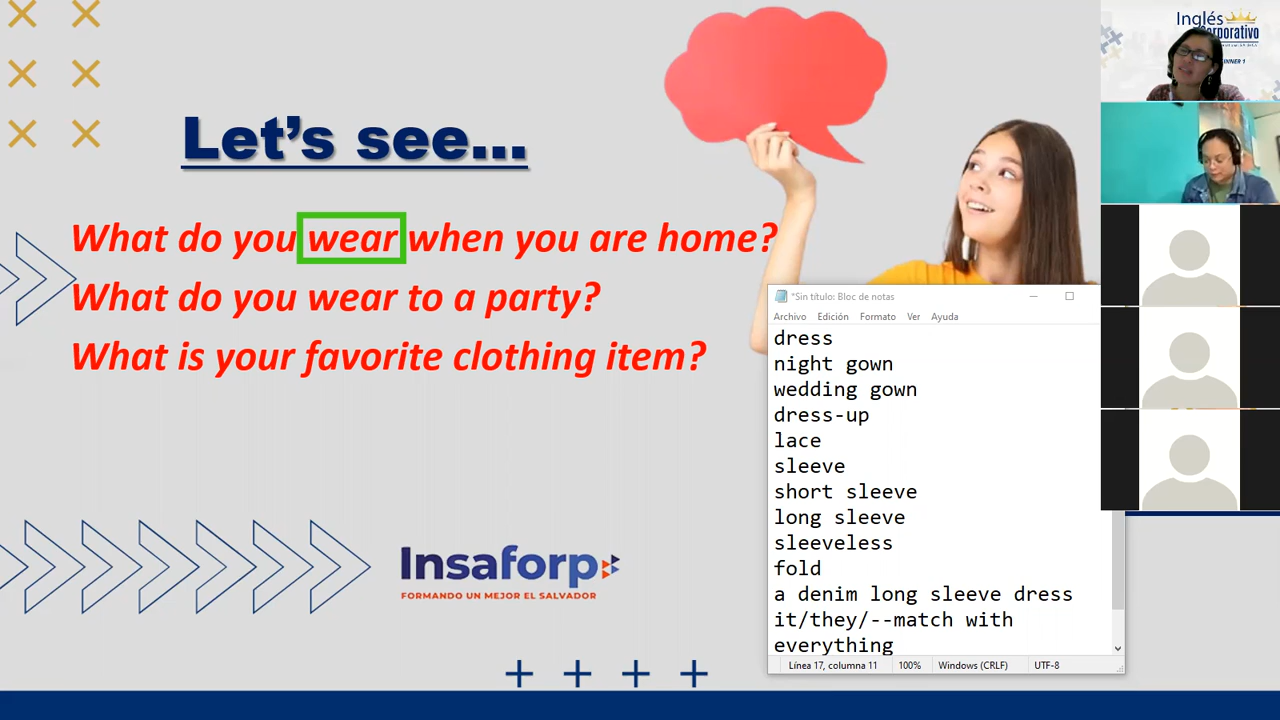 Let's see...
What do you wear when you are home?
What do you wear to a party?
What is your favorite clothing item?
Insaforp
FORMANDO UN MEJOR EL SALVADOR
*Sin título: Bloc de notas
Archivo Edición Formato Ver Ayuda
dress
night gown
wedding gown
dress-up
lace
sleeve
short sleeve
long sleeve
sleeveless
fold
a denim long sleeve dress
it/they/--match with
everything
Línea 17, columna 11 100% Windows (CRLF) UTF-8
Inglés